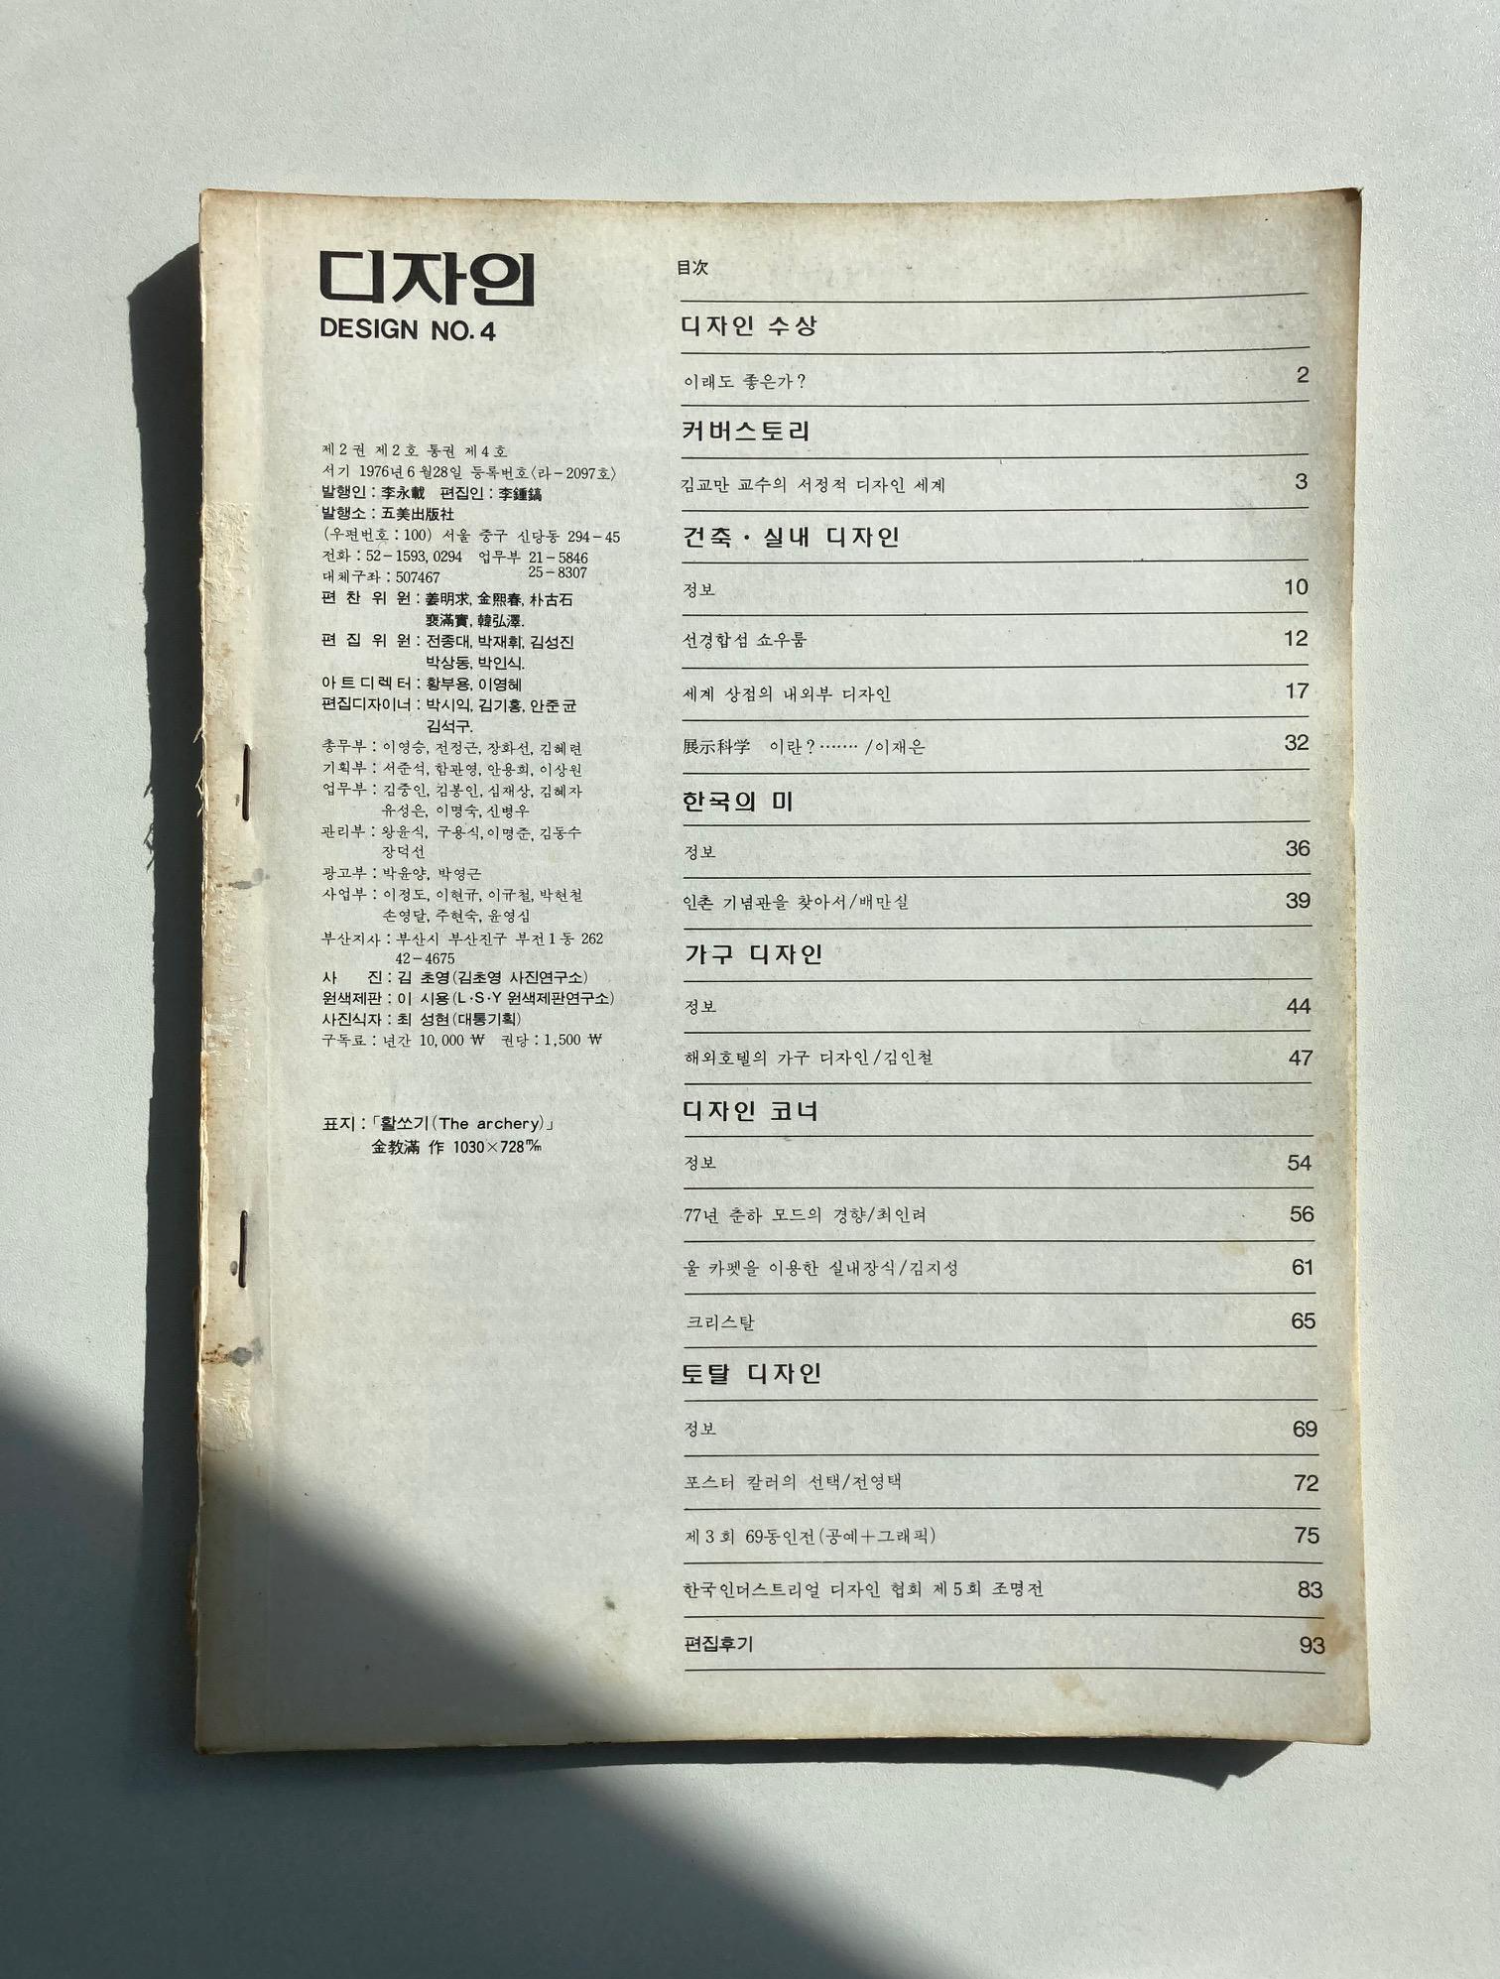 디자인
DESIGN NO. 4
제2권 제2호 통권 제4호
서기 1976년 6월28일 등록번호〈라-2097호〉
발행인 : 李永載 편집인 : 李鍾鎬
발행소 : 五美出版社
(우편번호 : 100) 서울 중구 신당동 294-45
전화 : 52-1593, 0294 업무부 21-5846
25-8307
대체구좌 : 507467
편 찬 위 원 : 姜明求, 金熙春, 朴古石
裵滿實, 韓弘澤.
편 집 위 원 : 전종대, 박재휘, 김성진
박상동, 박인식.
아트디렉터 : 황부용, 이영혜
편집디자이너 : 박시익, 김기홍, 안준균
김석구.
총무부 : 이영승, 전정근, 장화선, 김혜련
기획부 : 서준석, 함관영, 안용희, 이상원
업무부 : 김중인, 김봉인, 심재상, 김혜자
유성은, 이명숙, 신병우
관리부 : 왕윤식, 구용식, 이명준, 김동수
장덕선
광고부 : 박윤양, 박영근
사업부 : 이정도, 이현규, 이규철, 박현철
손영달, 주현숙, 윤영심
부산지사 : 부산시 부산진구 부전1동 262
42-4675
사 진 : 김 초영(김초영 사진연구소)
원색제판 : 이 시용(L·S·Y 원색제판연구소)
사진식자 : 최 성현(대통기획)
구독료 : 년간 10,000 ₩ 권당 : 1,500 ₩
표지 : 「활쏘기(The archery)」
金教滿 作 1030×728㎜
目次
디자인 수상
이래도 좋은가? 2
커버스토리
김교만 교수의 서정적 디자인 세계 3
건축·실내 디자인
정보 10
선경합섬 쇼우룸 12
세계 상점의 내외부 디자인 17
展示科学 이란?……/이재은 32
한국의 미
정보 36
인촌 기념관을 찾아서/배만실 39
가구 디자인
정보 44
해외호텔의 가구 디자인/김인철 47
디자인 코너
정보 54
77년 춘하 모드의 경향/최인려 56
울 카펫을 이용한 실내장식/김지성 61
크리스탈 65
토탈 디자인
정보 69
포스터 칼러의 선택/전영택 72
제3회 69동인전(공예+그래픽) 75
한국인더스트리얼 디자인 협회 제5회 조명전 83
편집후기 93